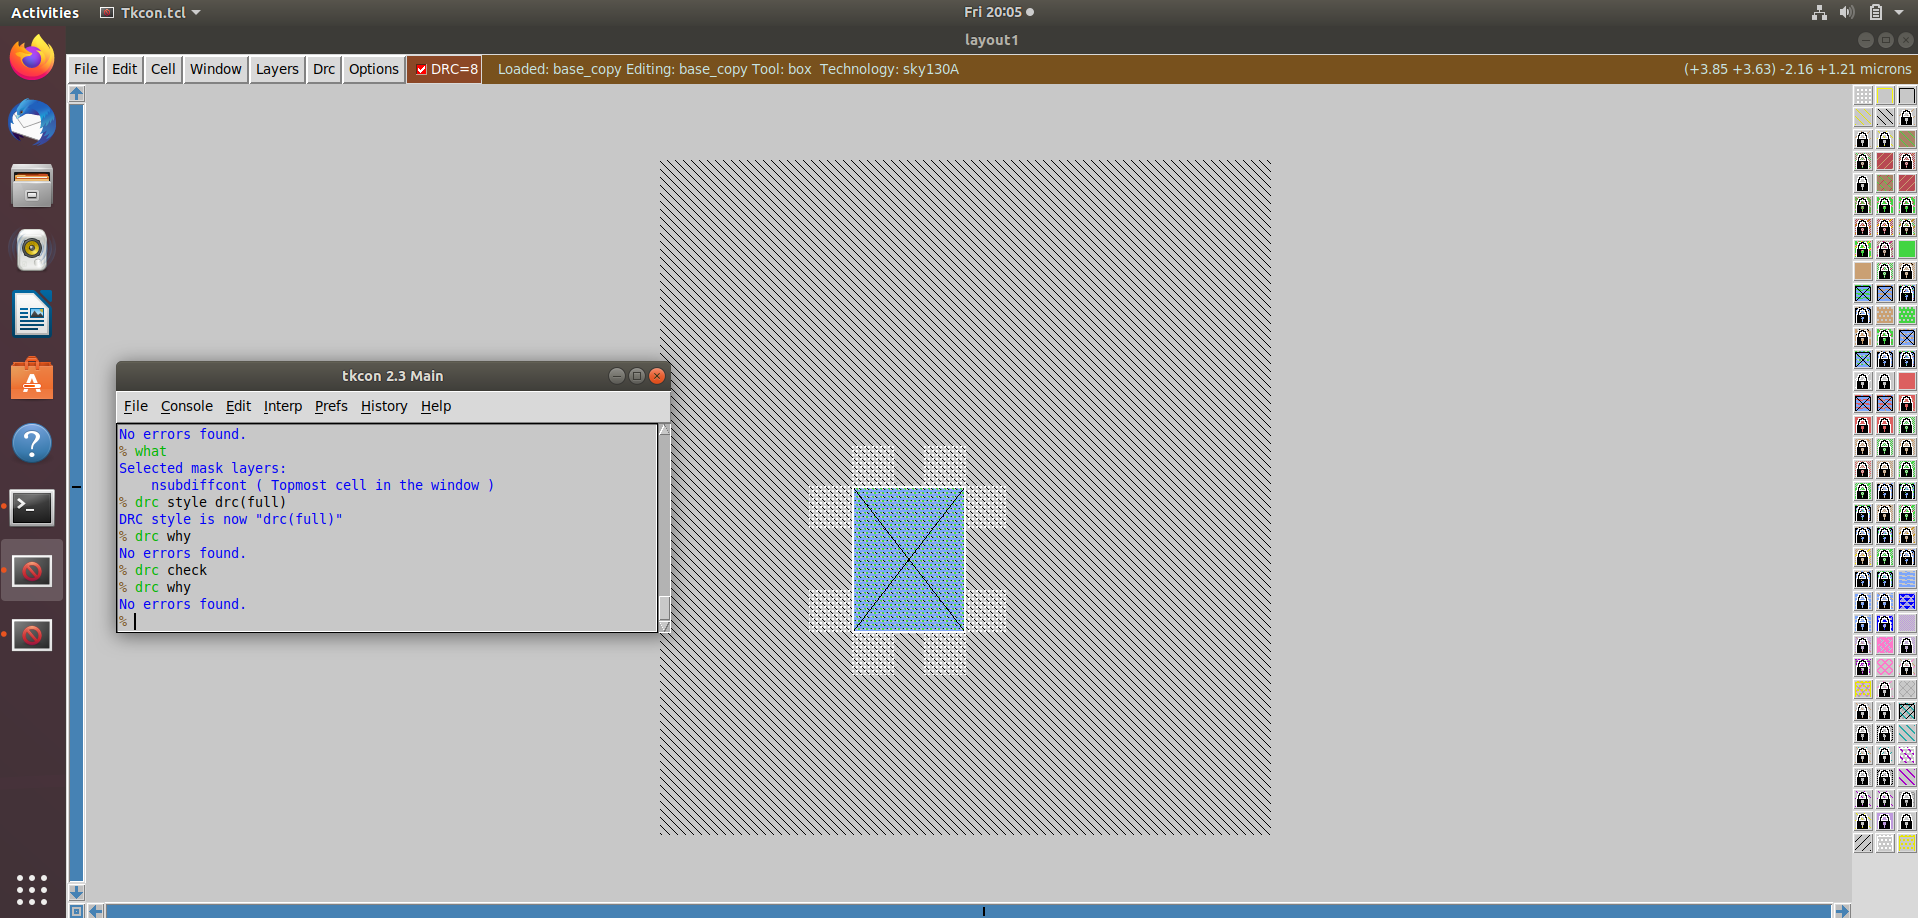 Activities
Tkcon.tcl
Fri 20:05
layout1
File Edit Cell Window Layers Drc Options DRC=8 Loaded: base_copy Editing: base_copy Tool: box Technology: sky130A (+3.85 +3.63) -2.16 +1.21 microns
tkcon 2.3 Main
File Console Edit Interp Prefs History Help
No errors found.
% what
Selected mask layers:
nsubdiffcont ( Topmost cell in the window )
% drc style drc(full)
DRC style is now "drc(full)"
% drc why
No errors found.
% drc check
% drc why
No errors found.
%